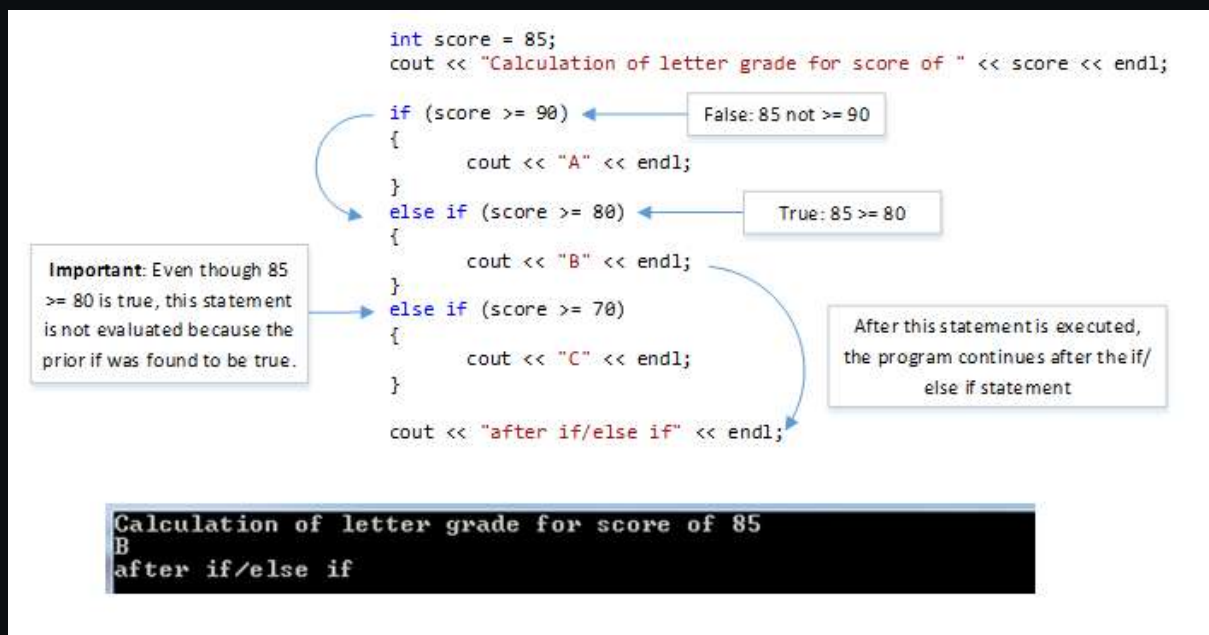 int score = 85;
cout << "Calculation of letter grade for score of " << score << endl;
if (score >= 90)
False: 85 not >= 90
{
cout << "A" << endl;
}
else if (score >= 80)
True: 85 >= 80
{
cout << "B" << endl;
}
Important: Even though 85
>= 80 is true, this statement
is not evaluated because the
prior if was found to be true.
else if (score >= 70)
{
cout << "C" << endl;
}
After this statement is executed,
the program continues after the if/
else if statement
cout << "after if/else if" << endl;
Calculation of letter grade for score of 85
B
after if/else if